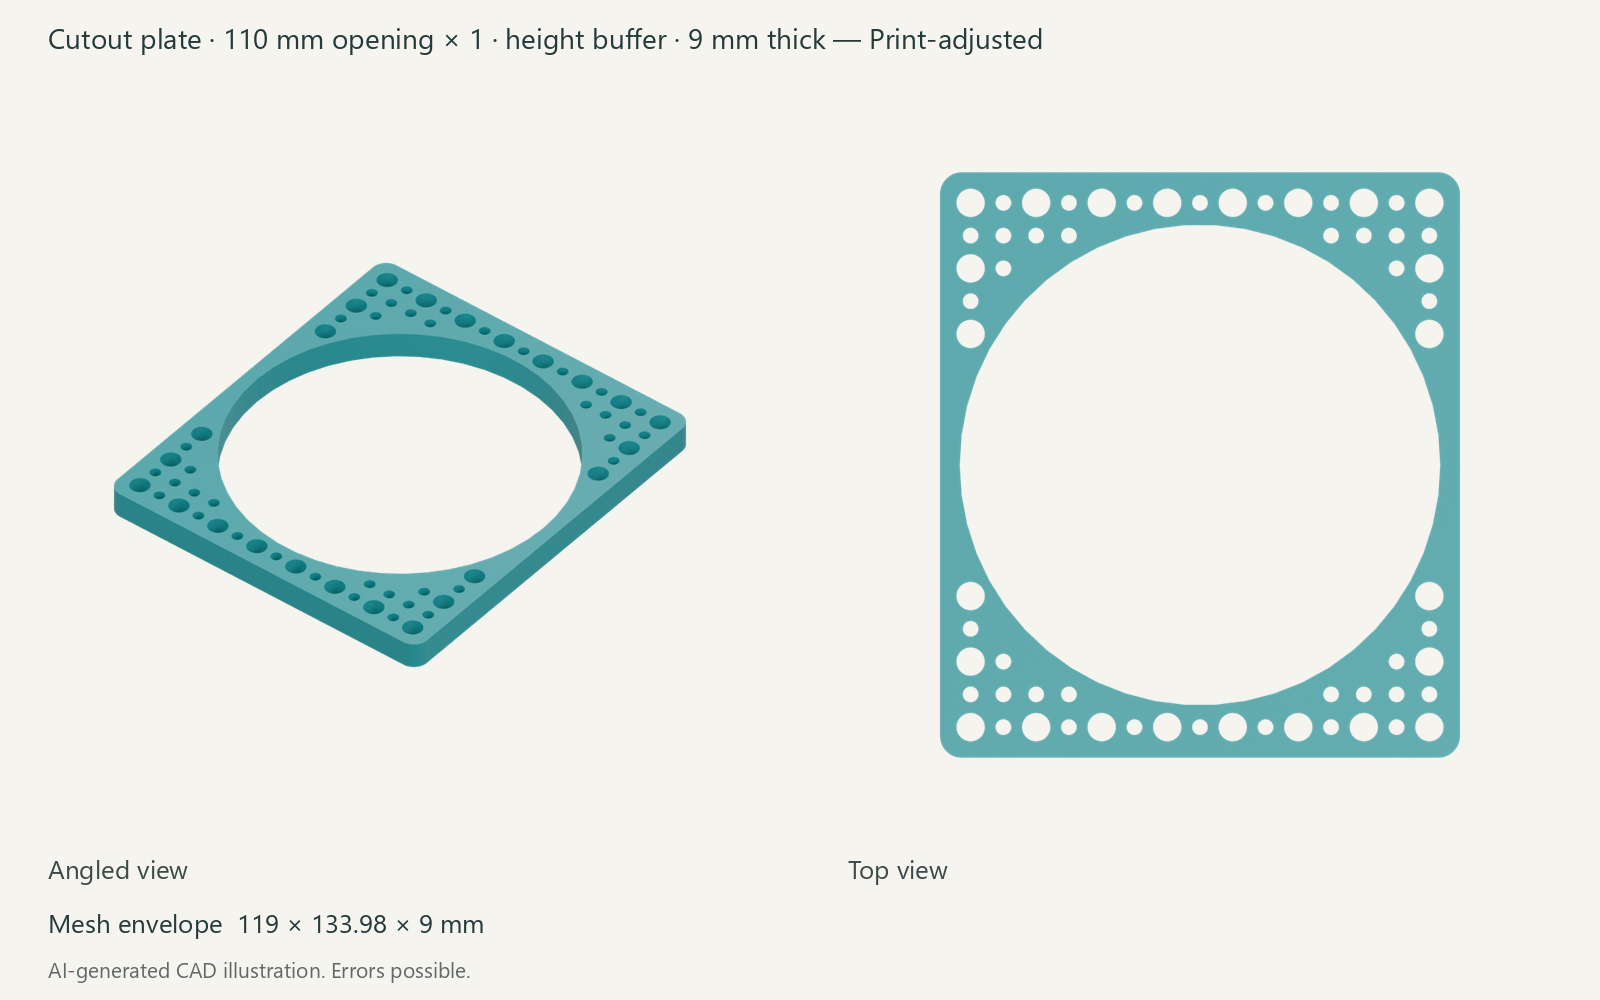 Cutout plate · 110 mm opening × 1 · height buffer · 9 mm thick — Print-adjusted
Angled view
Top view
Mesh envelope 119 × 133.98 × 9 mm
AI-generated CAD illustration. Errors possible.